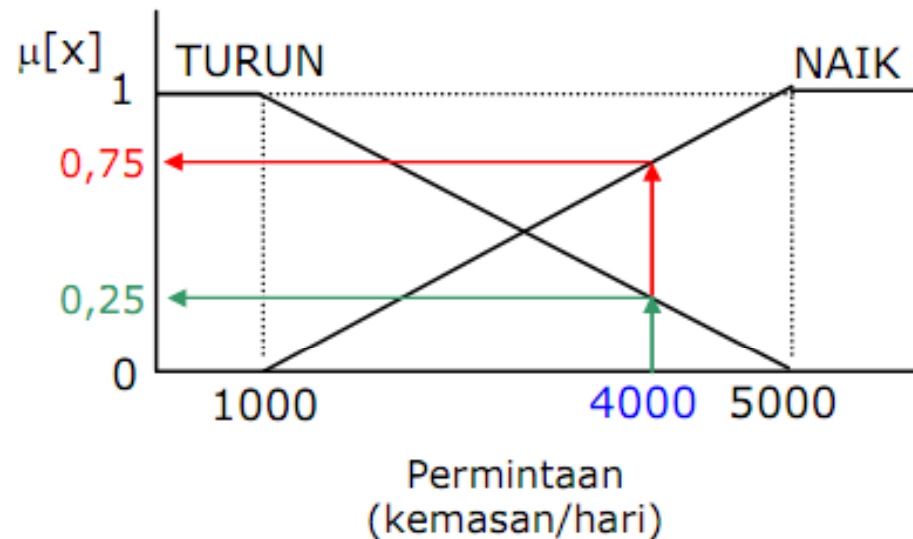 μ[x]
TURUN
NAIK
1
0,75
0,25
0
1000
4000
5000
Permintaan
(kemasan/hari)